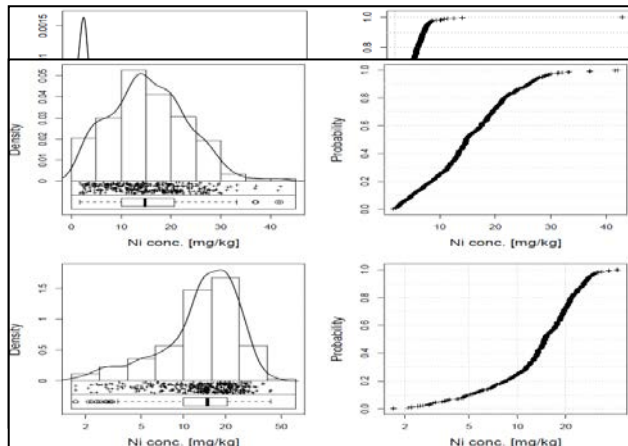 0.0015
1
1.0
0.8
Density
0 0.01 0.02 0.03 0.04 0.05
0 10 20 30 40
Ni conc. [mg/kg]
Probability
0.0 0.2 0.4 0.6 0.8 1.0
10 20 30 40
Ni conc. [mg/kg]
Density
0 0.5 1 1.5
2 5 10 20 50
Ni conc. [mg/kg]
Probability
0.0 0.2 0.4 0.6 0.8 1.0
2 5 10 20
Ni conc. [mg/kg]